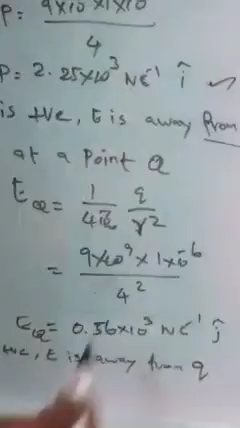 P = 9×10⁹×1×10
4
P = 2.25×10³ NC⁻¹ î
is +ve, E is away From
at a point Q
E_Q = 1/4πε₀ q/r²
= 9×10⁹ × 1×10⁻⁶
4²
E_Q = 0.56×10³ NC⁻¹ ĵ
+ve, E is away from q